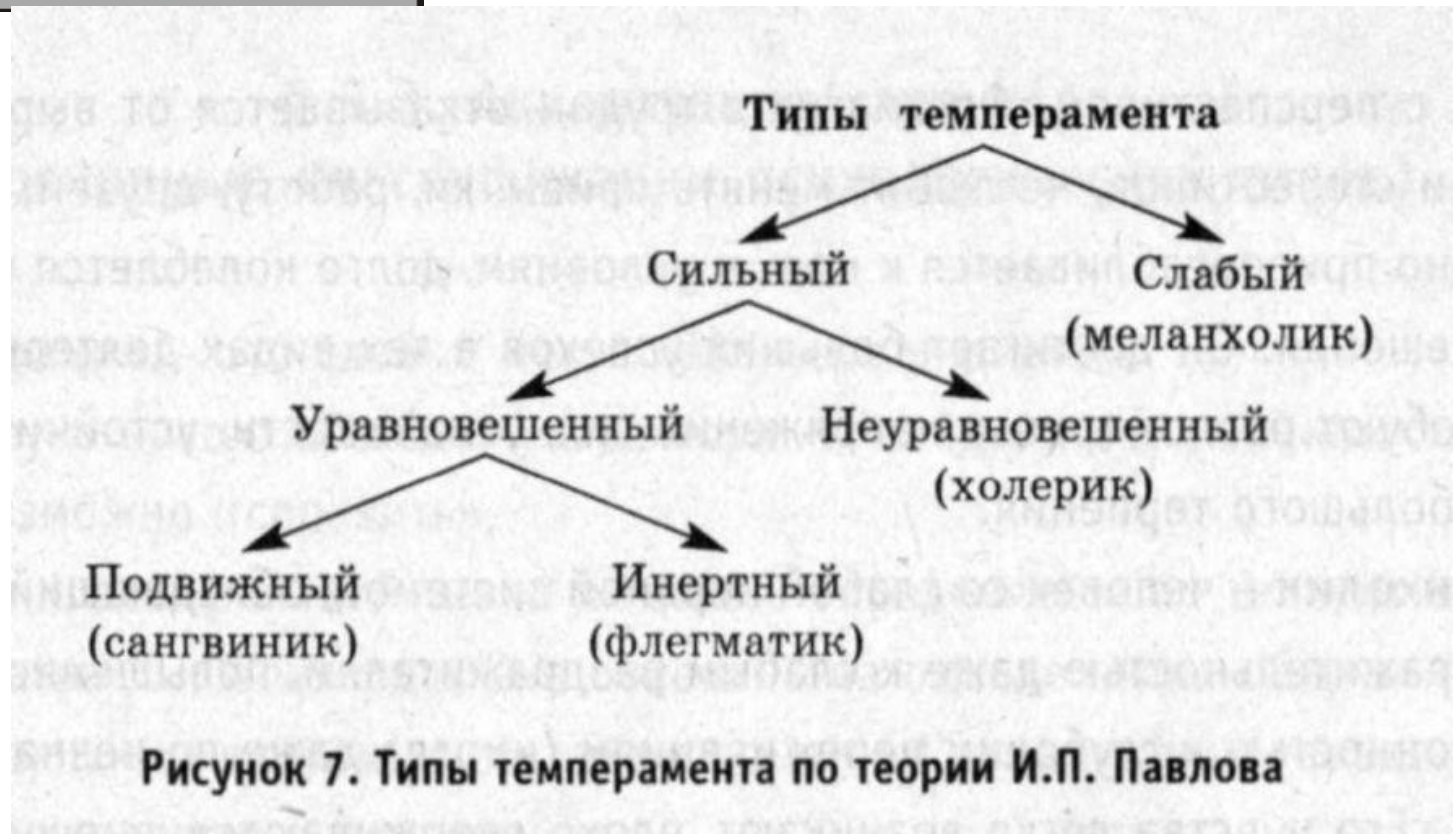 Типы темперамента
Сильный
Слабый
(меланхолик)
Уравновешенный
Неуравновешенный
(холерик)
Подвижный
(сангвиник)
Инертный
(флегматик)
Рисунок 7. Типы темперамента по теории И.П. Павлова